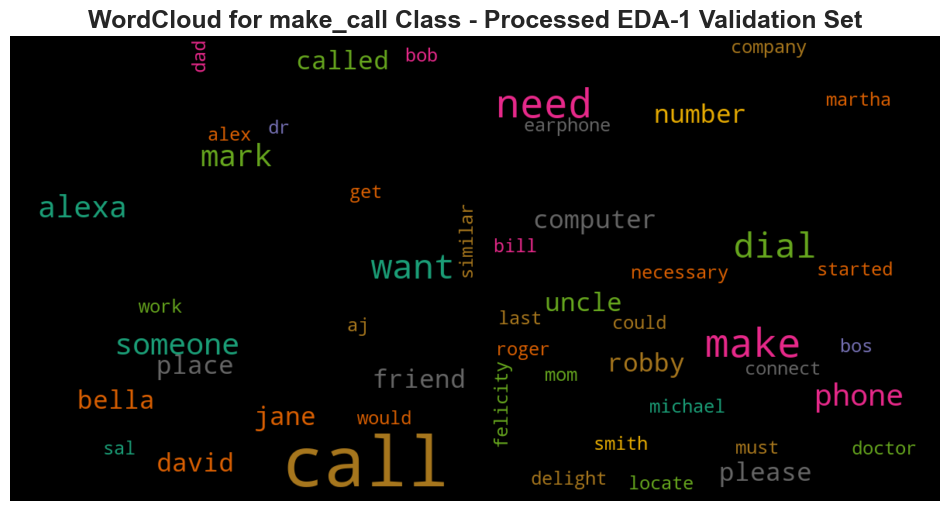 WordCloud for make_call Class - Processed EDA-1 Validation Set
dad
called
bob
company
need
number
martha
earphone
alex
dr
mark
get
alexa
similar
computer
bill
dial
want
necessary
started
work
uncle
aj
last
could
someone
roger
make
bos
place
friend
felicity
mom
robby
connect
bella
jane
would
michael
phone
sal
david
call
smith
must
doctor
delight
locate
please